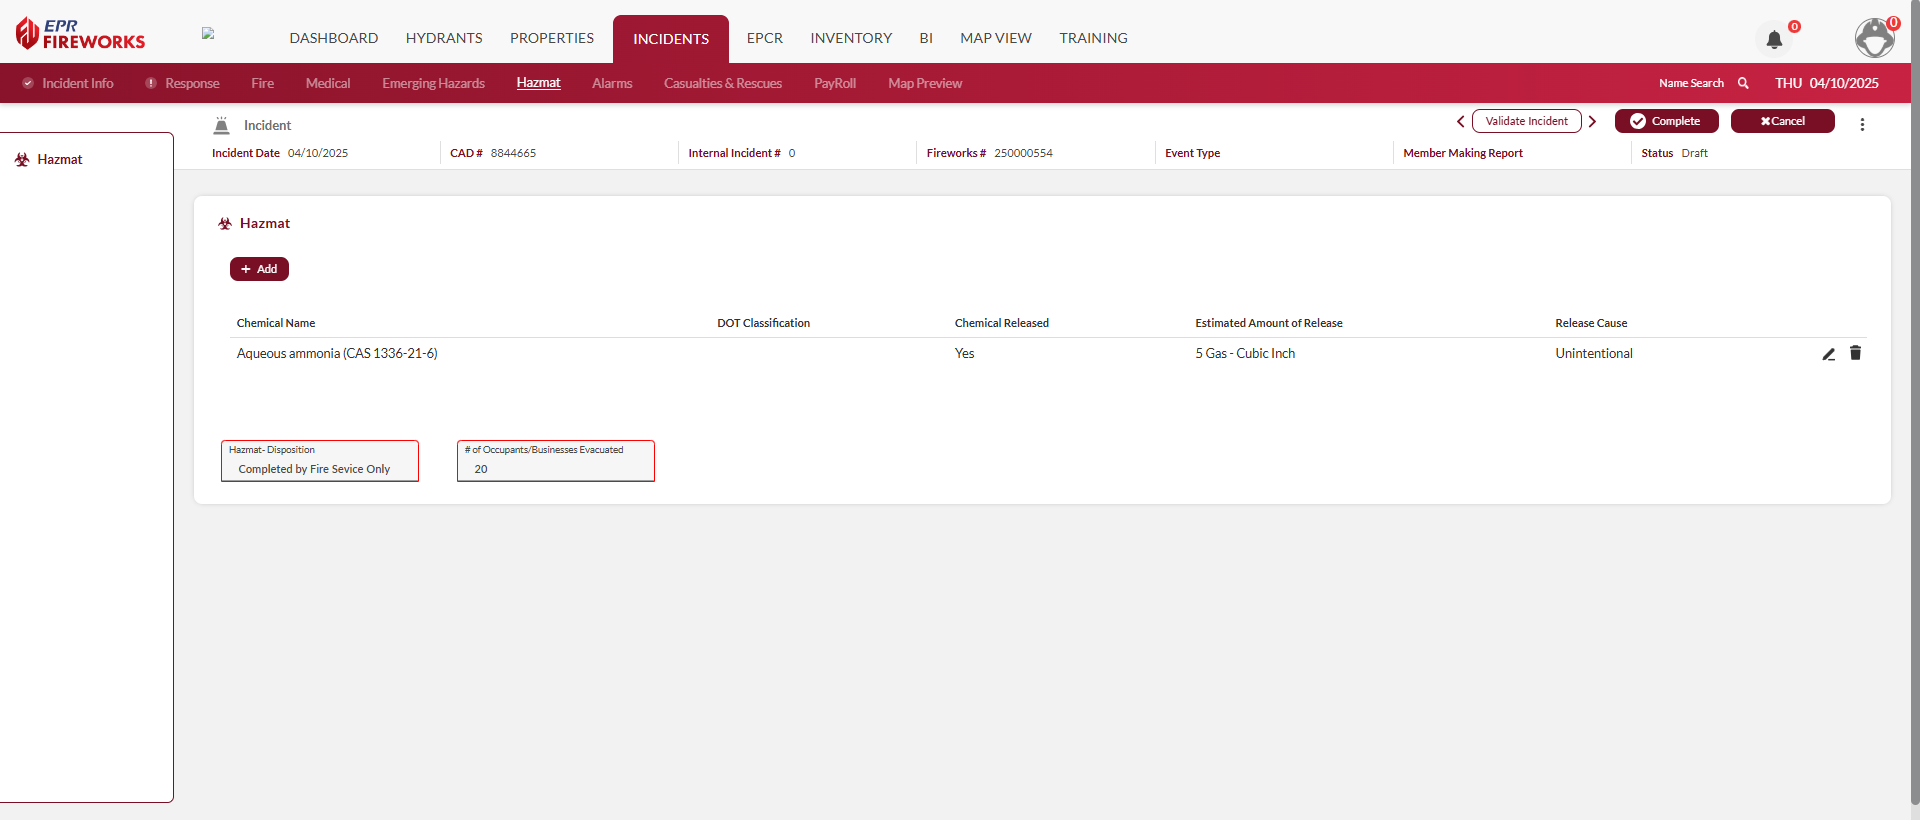 EPR
FIREWORKS
DASHBOARD HYDRANTS PROPERTIES INCIDENTS EPCR INVENTORY BI MAP VIEW TRAINING
0
0
Incident Info Response Fire Medical Emerging Hazards Hazmat Alarms Casualties & Rescues PayRoll Map Preview Name Search THU 04/10/2025
Hazmat
Incident
Validate Incident Complete Cancel
Incident Date 04/10/2025 CAD # 8844665 Internal Incident # 0 Fireworks # 250000554 Event Type Member Making Report Status Draft
Hazmat
+ Add
Chemical Name DOT Classification Chemical Released Estimated Amount of Release Release Cause
Aqueous ammonia (CAS 1336-21-6) Yes 5 Gas - Cubic Inch Unintentional
Hazmat- Disposition
Completed by Fire Sevice Only
# of Occupants/Businesses Evacuated
20